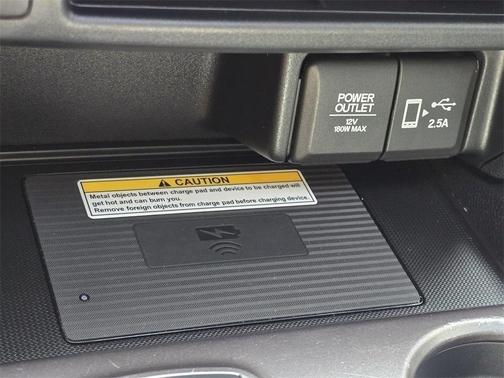 POWER
OUTLET
12V
180W MAX
2.5A
CAUTION
Metal objects between charge pad and device to be charged will
get hot and can burn you.
Remove foreign objects from charge pad before charging device.